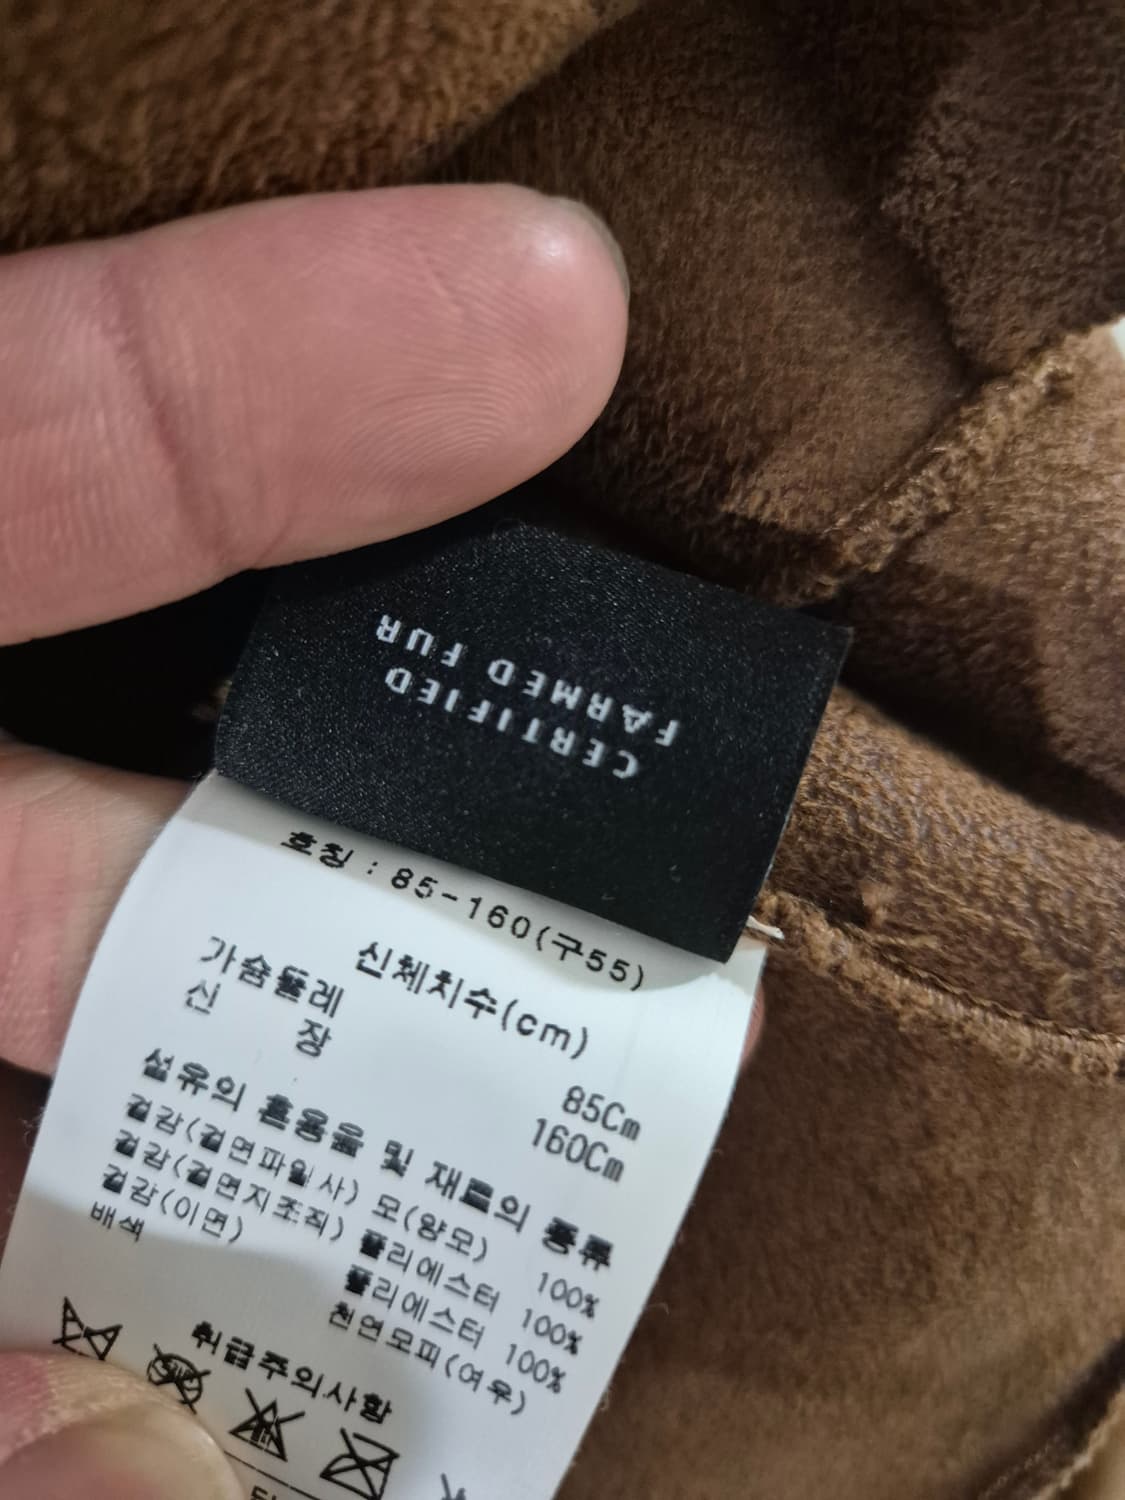 CERTIFIED
FARMED FUR
호칭 : 85-160(구55)
신체치수(cm)
가슴둘레 85Cm
신 장 160Cm
섬유의 혼용율 및 재료의 종류
겉감(겉면파일사) 모(양모) 100%
겉감(겉면지조직) 폴리에스터 100%
겉감(이면) 폴리에스터 100%
배색 천연모피(여우)
취급주의사항